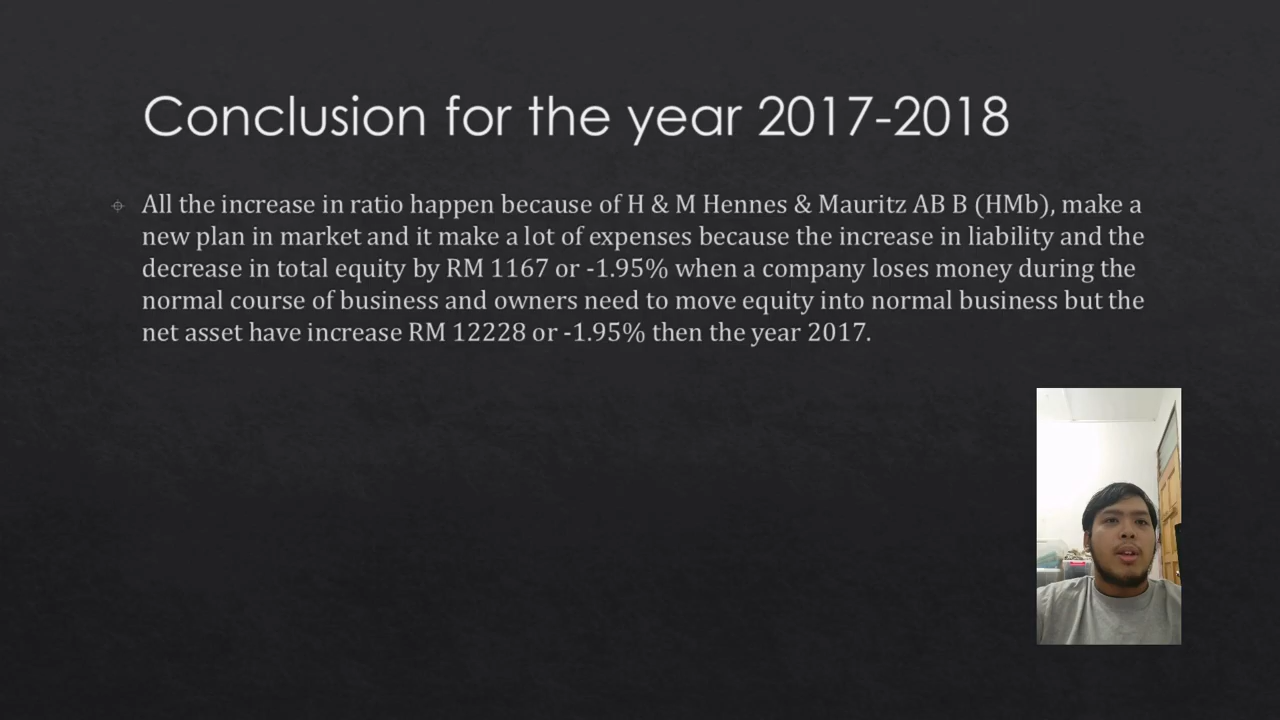 Conclusion for the year 2017-2018
All the increase in ratio happen because of H & M Hennes & Mauritz AB B (HMb), make a
new plan in market and it make a lot of expenses because the increase in liability and the
decrease in total equity by RM 1167 or -1.95% when a company loses money during the
normal course of business and owners need to move equity into normal business but the
net asset have increase RM 12228 or -1.95% then the year 2017.